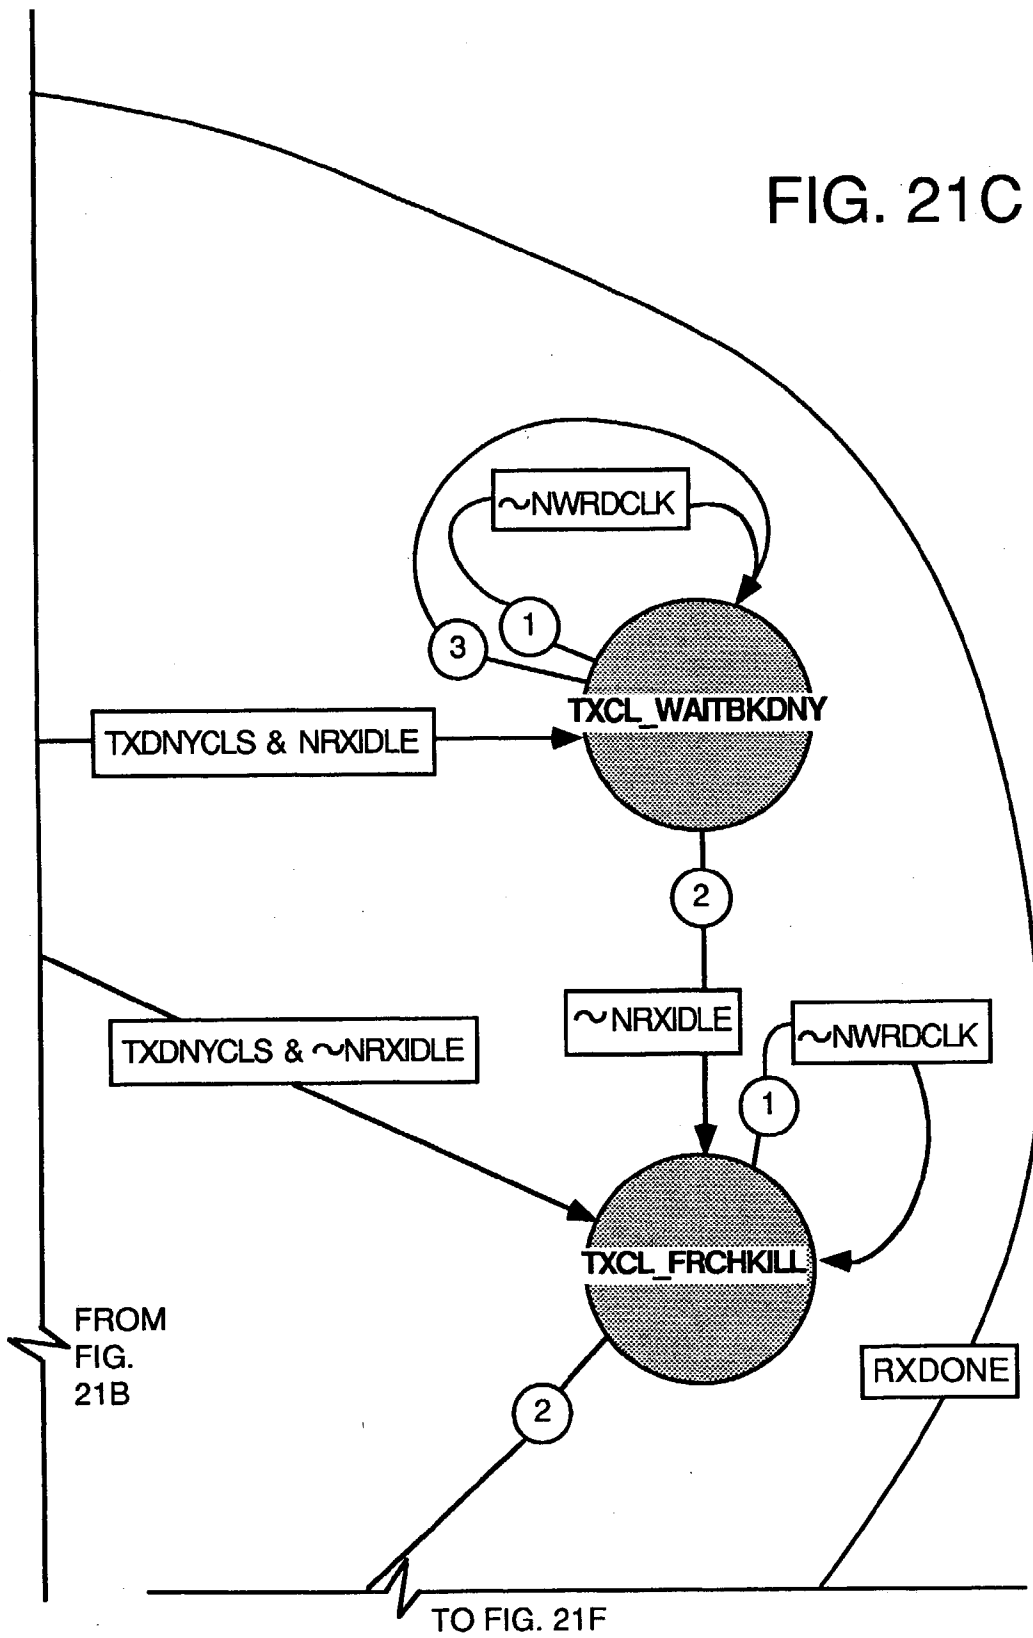 FIG. 21C
~NWRDCLK
1
3
TXCL_WAITBKDNY
TXDNYCLS & NRXIDLE
2
~NRXIDLE
~NWRDCLK
TXDNYCLS & ~NRXIDLE
1
TXCL_FRCHKILL
FROM
FIG.
21B
RXDONE
2
TO FIG. 21F